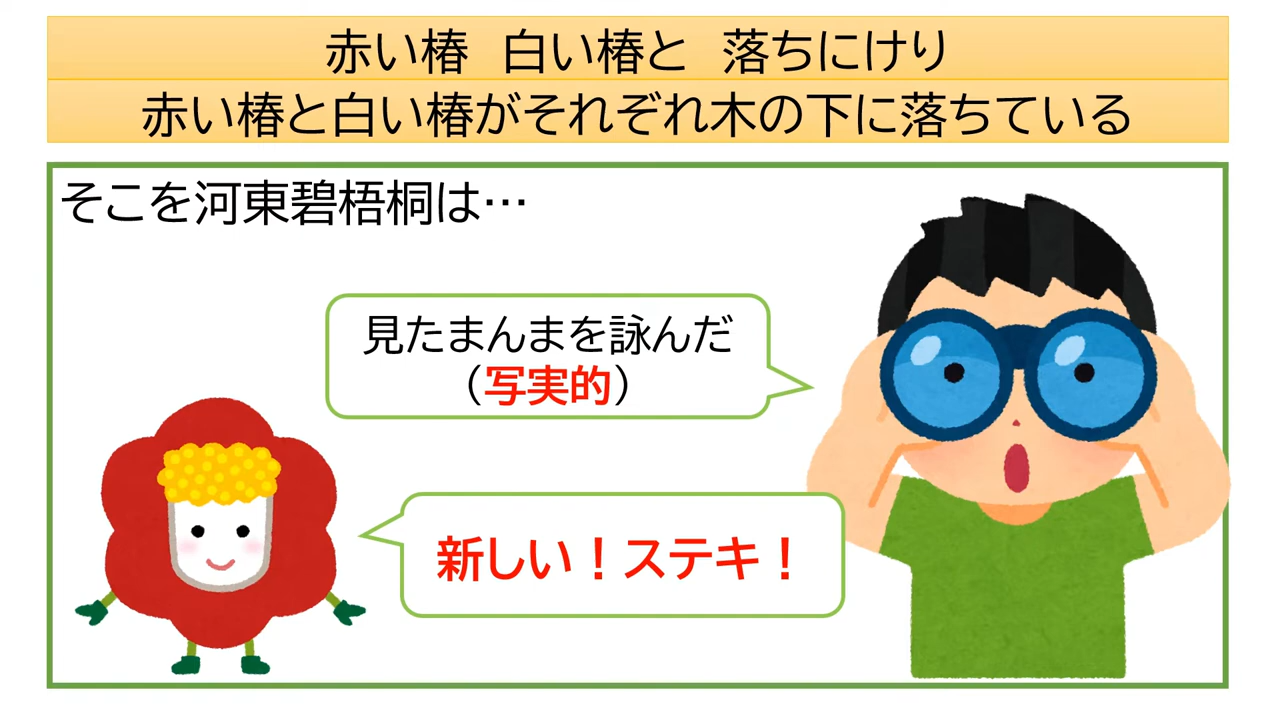 赤い椿　白い椿と　落ちにけり
赤い椿と白い椿がそれぞれ木の下に落ちている
そこを河東碧梧桐は…
見たまんまを詠んだ
（写実的）
新しい！ステキ！